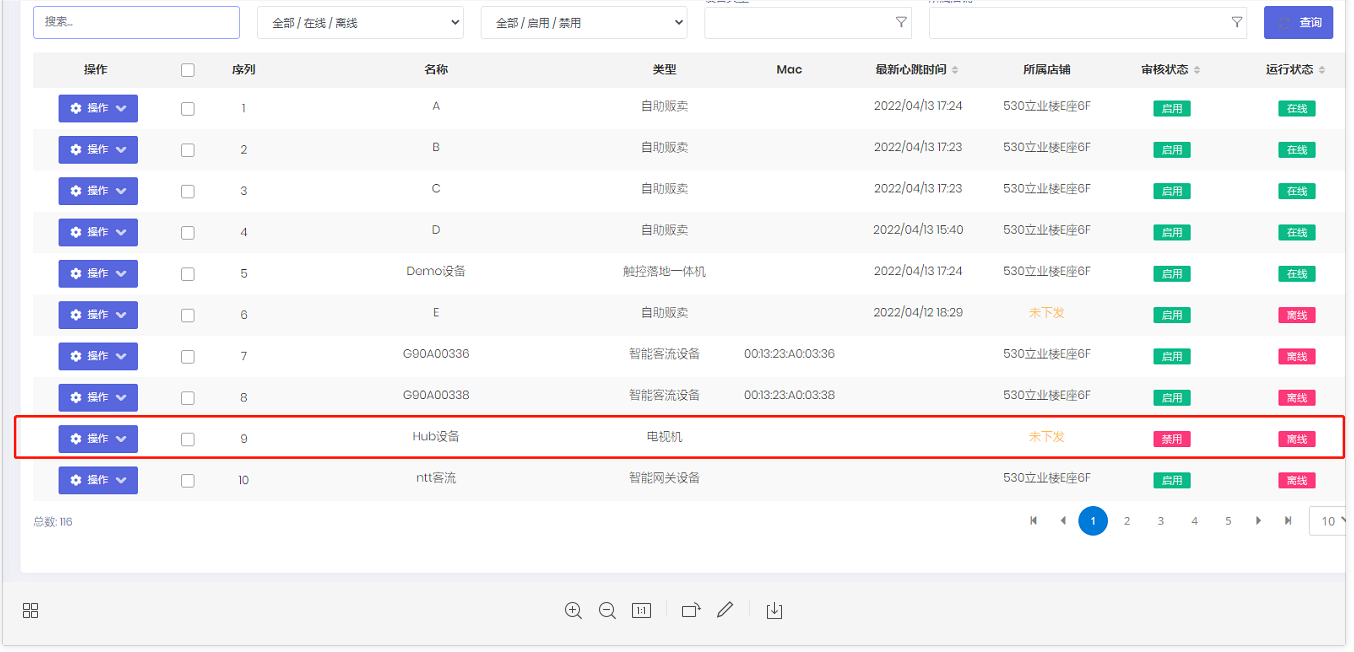 搜索... 全部 / 在线 / 离线 全部 / 启用 / 禁用 查询
操作 序列 名称 类型 Mac 最新心跳时间 所属店铺 审核状态 运行状态
操作 1 A 自助贩卖 2022/04/13 17:24 530立业楼E座6F 启用 在线
操作 2 B 自助贩卖 2022/04/13 17:23 530立业楼E座6F 启用 在线
操作 3 C 自助贩卖 2022/04/13 17:23 530立业楼E座6F 启用 在线
操作 4 D 自助贩卖 2022/04/13 15:40 530立业楼E座6F 启用 在线
操作 5 Demo设备 触控落地一体机 2022/04/13 17:24 530立业楼E座6F 启用 在线
操作 6 E 自助贩卖 2022/04/12 18:29 未下发 启用 离线
操作 7 G90A00336 智能客流设备 00:13:23:A0:03:36 530立业楼E座6F 启用 离线
操作 8 G90A00338 智能客流设备 00:13:23:A0:03:38 530立业楼E座6F 启用 离线
操作 9 Hub设备 电视机 未下发 禁用 离线
操作 10 ntt客流 智能网关设备 530立业楼E座6F 启用 离线
总数: 116 1 2 3 4 5 10
1:1